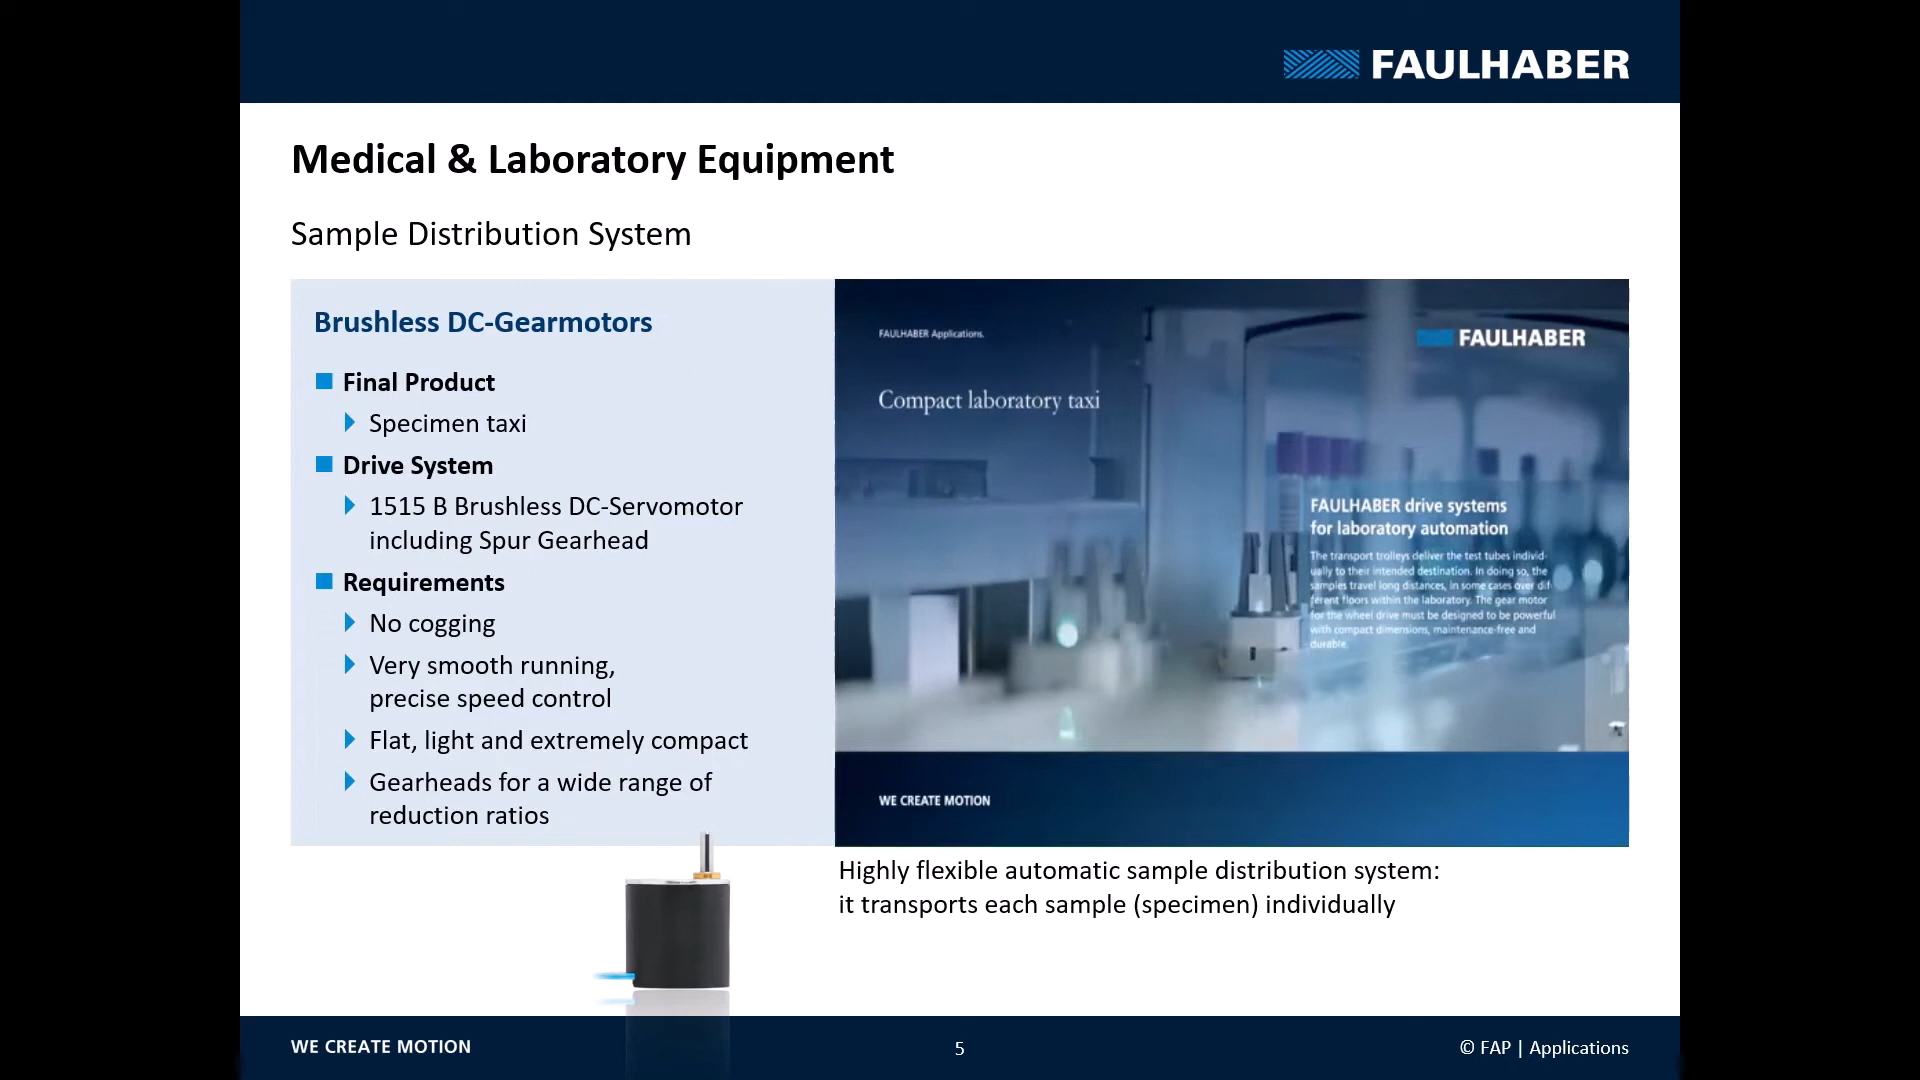 FAULHABER
Medical & Laboratory Equipment
Sample Distribution System
Brushless DC-Gearmotors
Final Product
Specimen taxi
Drive System
1515 B Brushless DC-Servomotor
including Spur Gearhead
Requirements
No cogging
Very smooth running,
precise speed control
Flat, light and extremely compact
Gearheads for a wide range of
reduction ratios
FAULHABER Applications.
FAULHABER
Compact laboratory taxi
FAULHABER drive systems
for laboratory automation
The transport trolleys deliver the test tubes individ-
ually to their intended destination. In doing so, the
samples travel long distances, in some cases over dif-
ferent floors within the laboratory. The gear motor
for the wheel drive must be designed to be powerful
with compact dimensions, maintenance-free and
durable.
WE CREATE MOTION
Highly flexible automatic sample distribution system:
it transports each sample (specimen) individually
WE CREATE MOTION
5
© FAP | Applications